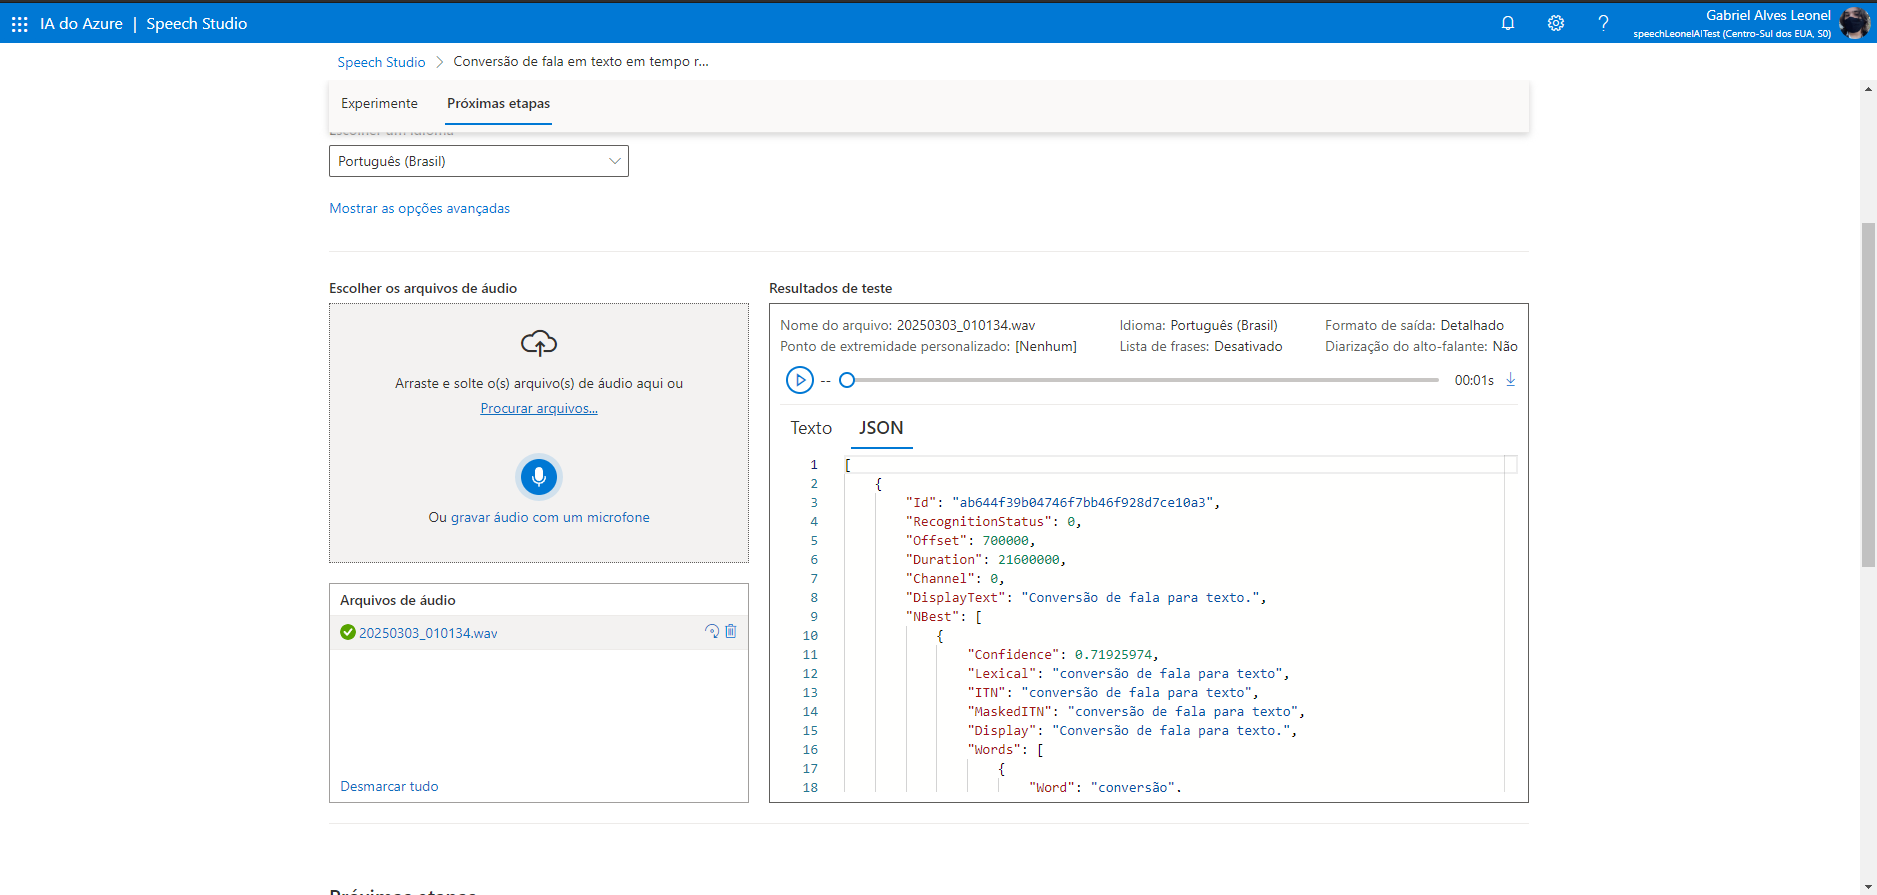 IA do Azure | Speech Studio
Gabriel Alves Leonel
speechLeonelAITest (Centro-Sul dos EUA, S0)
Speech Studio > Conversão de fala em texto em tempo r...
Experimente Próximas etapas
Escolher um idioma
Português (Brasil)
Mostrar as opções avançadas
Escolher os arquivos de áudio
Arraste e solte o(s) arquivo(s) de áudio aqui ou
Procurar arquivos...
Ou gravar áudio com um microfone
Arquivos de áudio
20250303_010134.wav
Desmarcar tudo
Resultados de teste
Nome do arquivo: 20250303_010134.wav Idioma: Português (Brasil) Formato de saída: Detalhado
Ponto de extremidade personalizado: [Nenhum] Lista de frases: Desativado Diarização do alto-falante: Não
-- 00:01s
Texto JSON
1 [
2 {
3 "Id": "ab644f39b04746f7bb46f928d7ce10a3",
4 "RecognitionStatus": 0,
5 "Offset": 700000,
6 "Duration": 21600000,
7 "Channel": 0,
8 "DisplayText": "Conversão de fala para texto.",
9 "NBest": [
10 {
11 "Confidence": 0.71925974,
12 "Lexical": "conversão de fala para texto",
13 "ITN": "conversão de fala para texto",
14 "MaskedITN": "conversão de fala para texto",
15 "Display": "Conversão de fala para texto.",
16 "Words": [
17 {
18 "Word": "conversão",
Próximas etapas